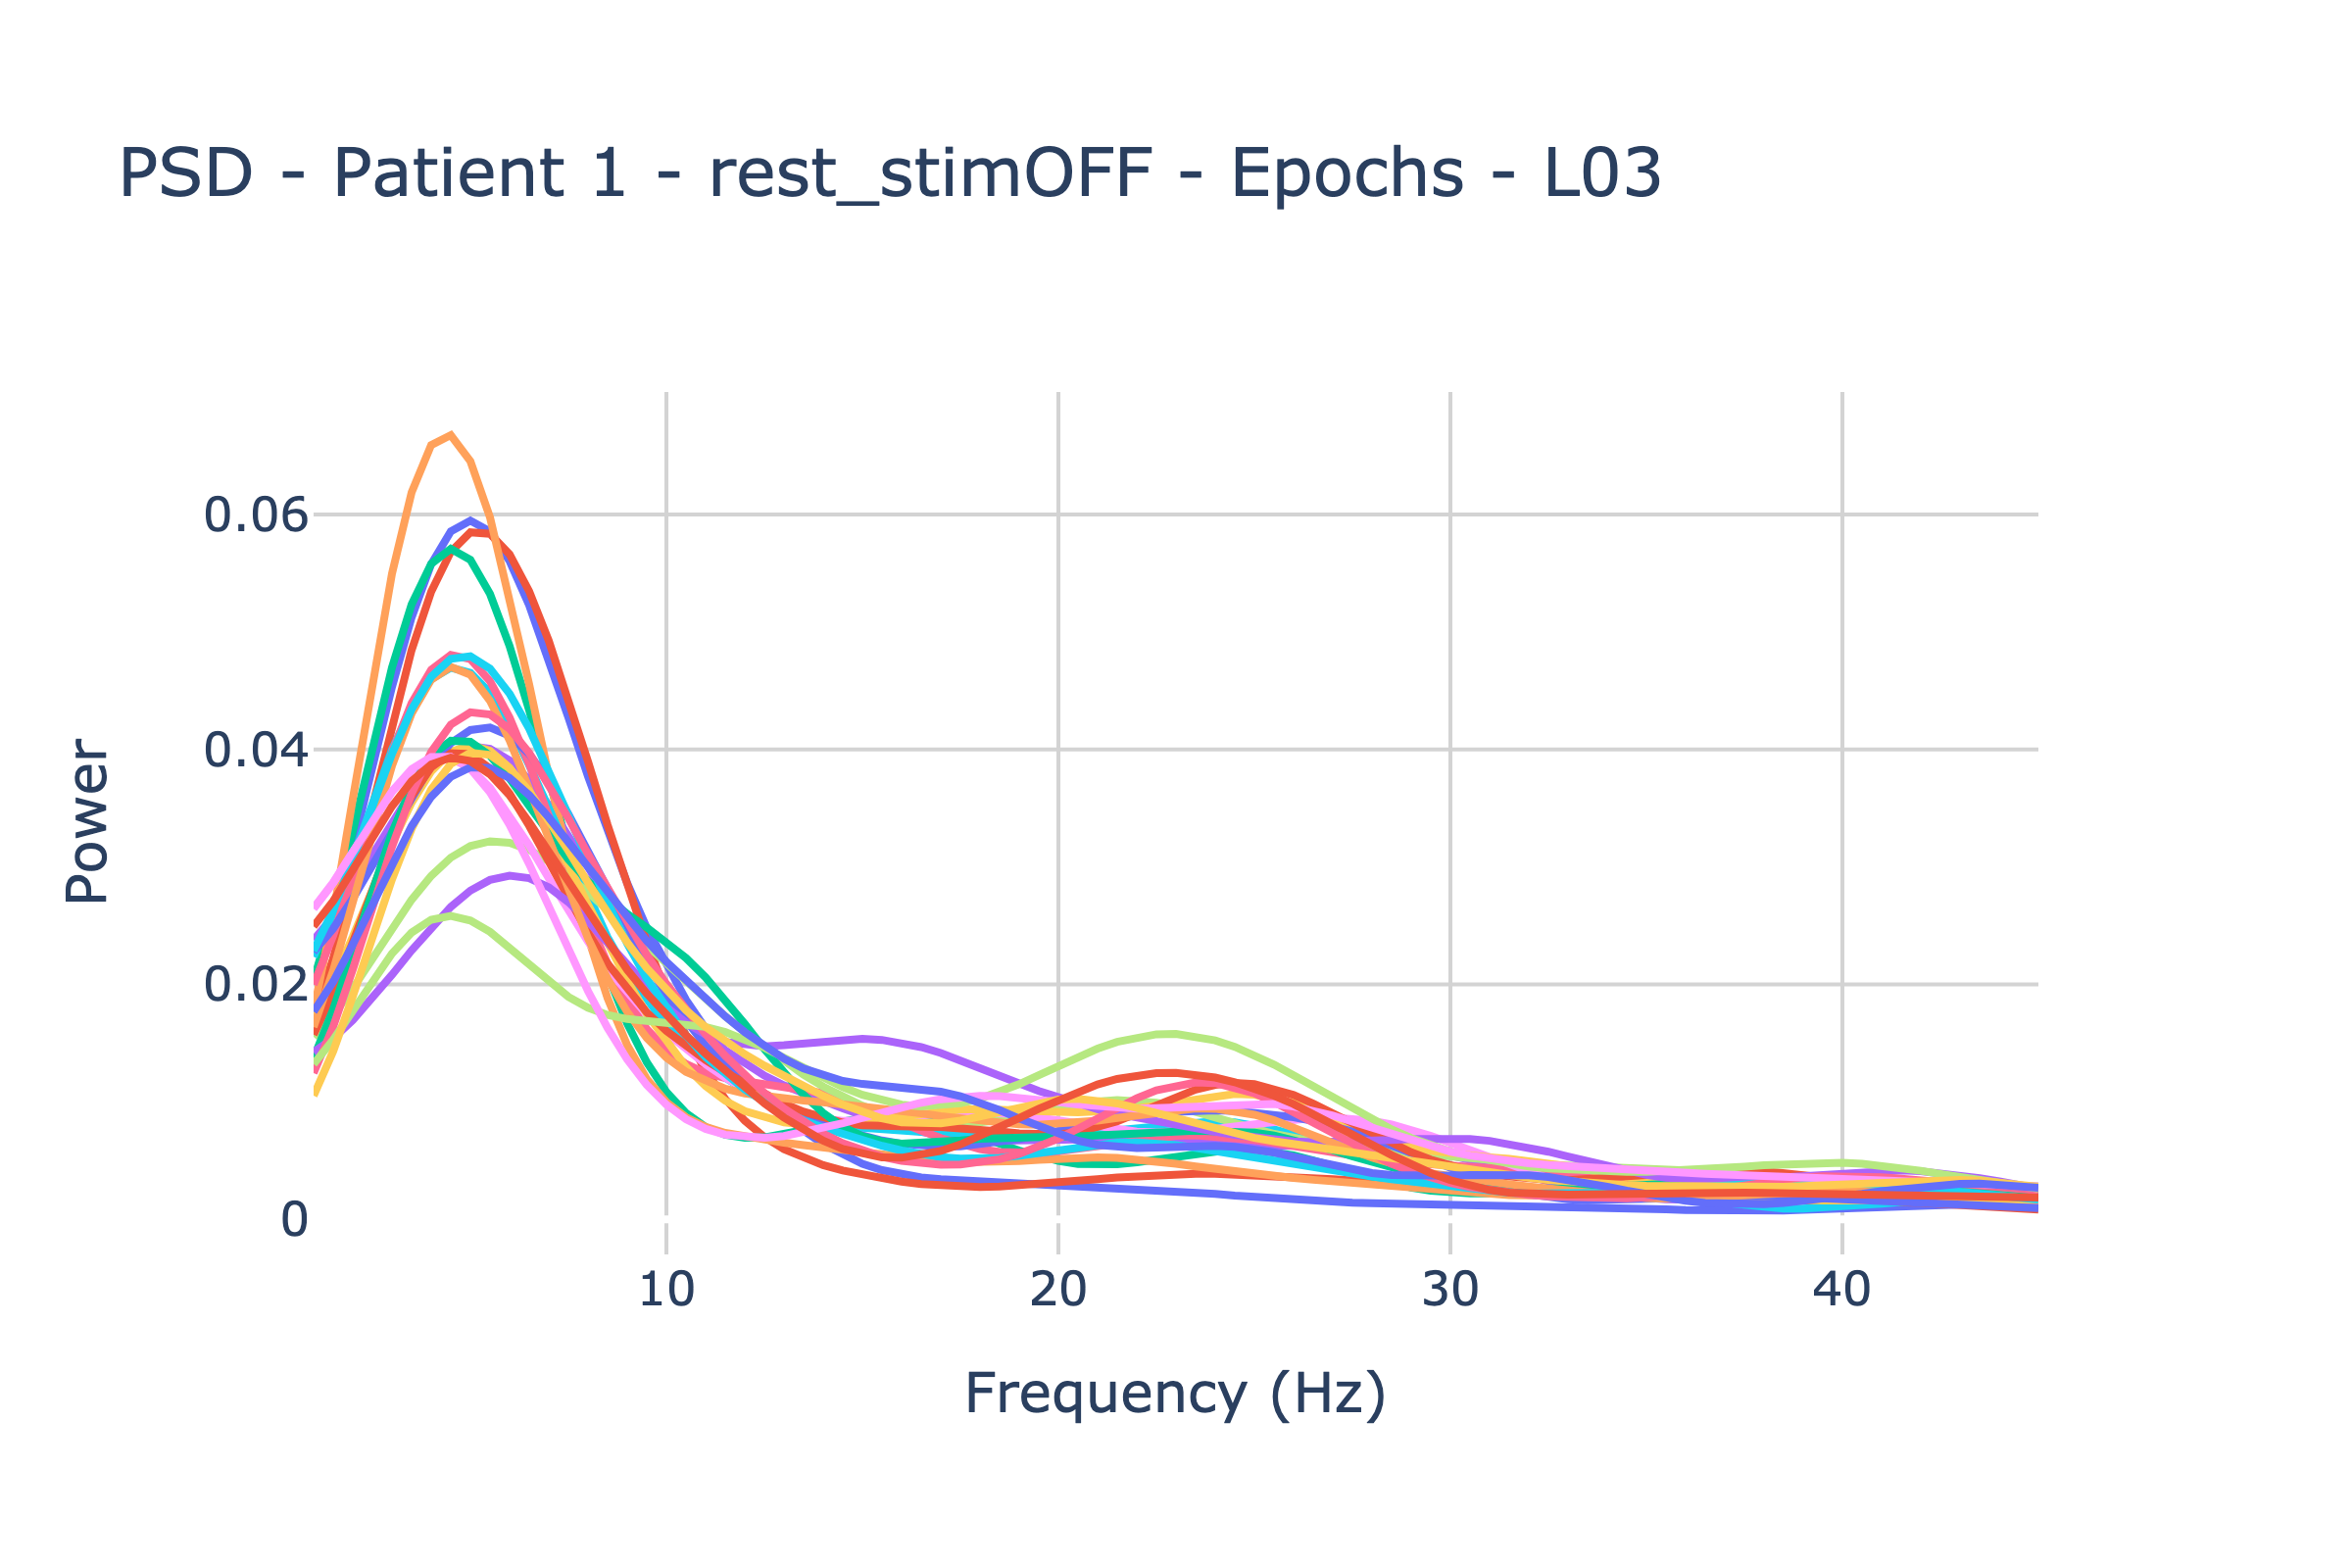 PSD - Patient 1 - rest_stimOFF - Epochs - L03
0.06
0.04
0.02
0
Power
10 20 30 40
Frequency (Hz)